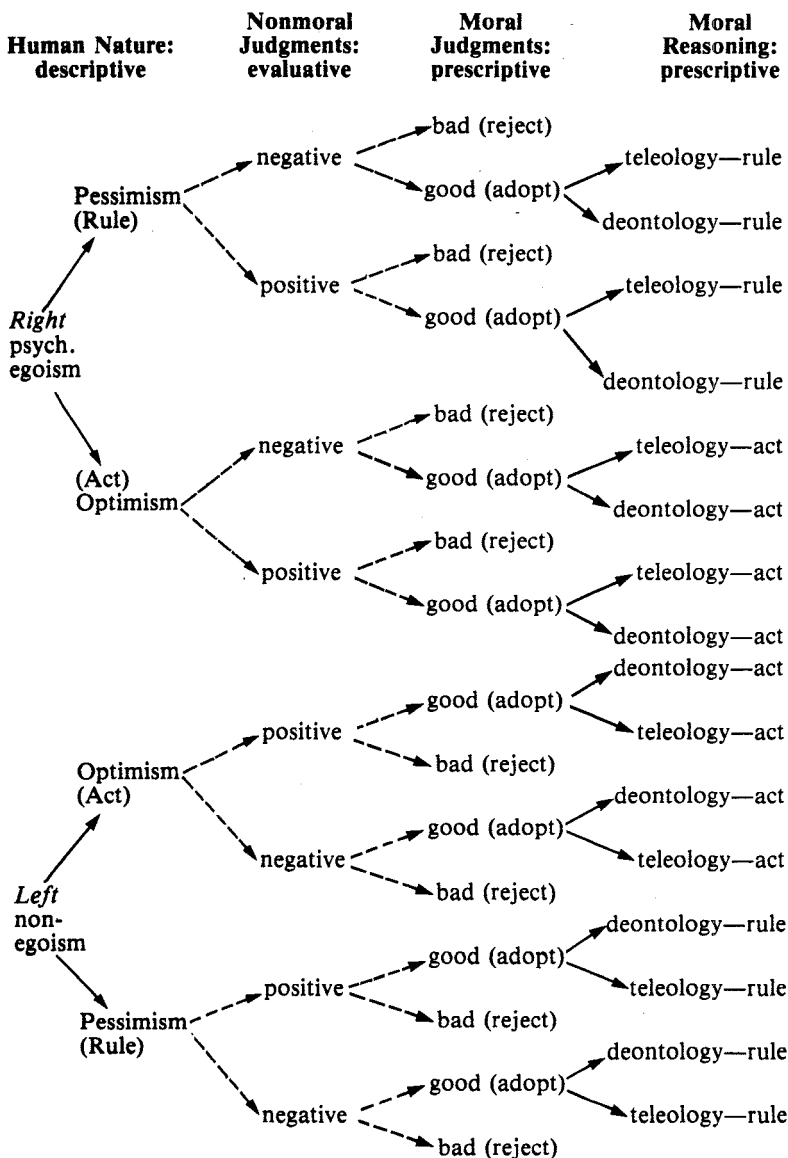 Human Nature:
descriptive
Nonmoral
Judgments:
evaluative
Moral
Judgments:
prescriptive
Moral
Reasoning:
prescriptive
bad (reject)
negative
teleology—rule
Pessimism
(Rule)
good (adopt)
deontology—rule
bad (reject)
positive
teleology—rule
good (adopt)
Right
psych.
egoism
deontology—rule
bad (reject)
negative
teleology—act
(Act)
Optimism
good (adopt)
deontology—act
bad (reject)
positive
teleology—act
good (adopt)
deontology—act
deontology—act
good (adopt)
positive
teleology—act
Optimism
(Act)
bad (reject)
deontology—act
good (adopt)
negative
teleology—act
Left
non-
egoism
bad (reject)
deontology—rule
good (adopt)
positive
teleology—rule
Pessimism
(Rule)
bad (reject)
deontology—rule
good (adopt)
negative
teleology—rule
bad (reject)